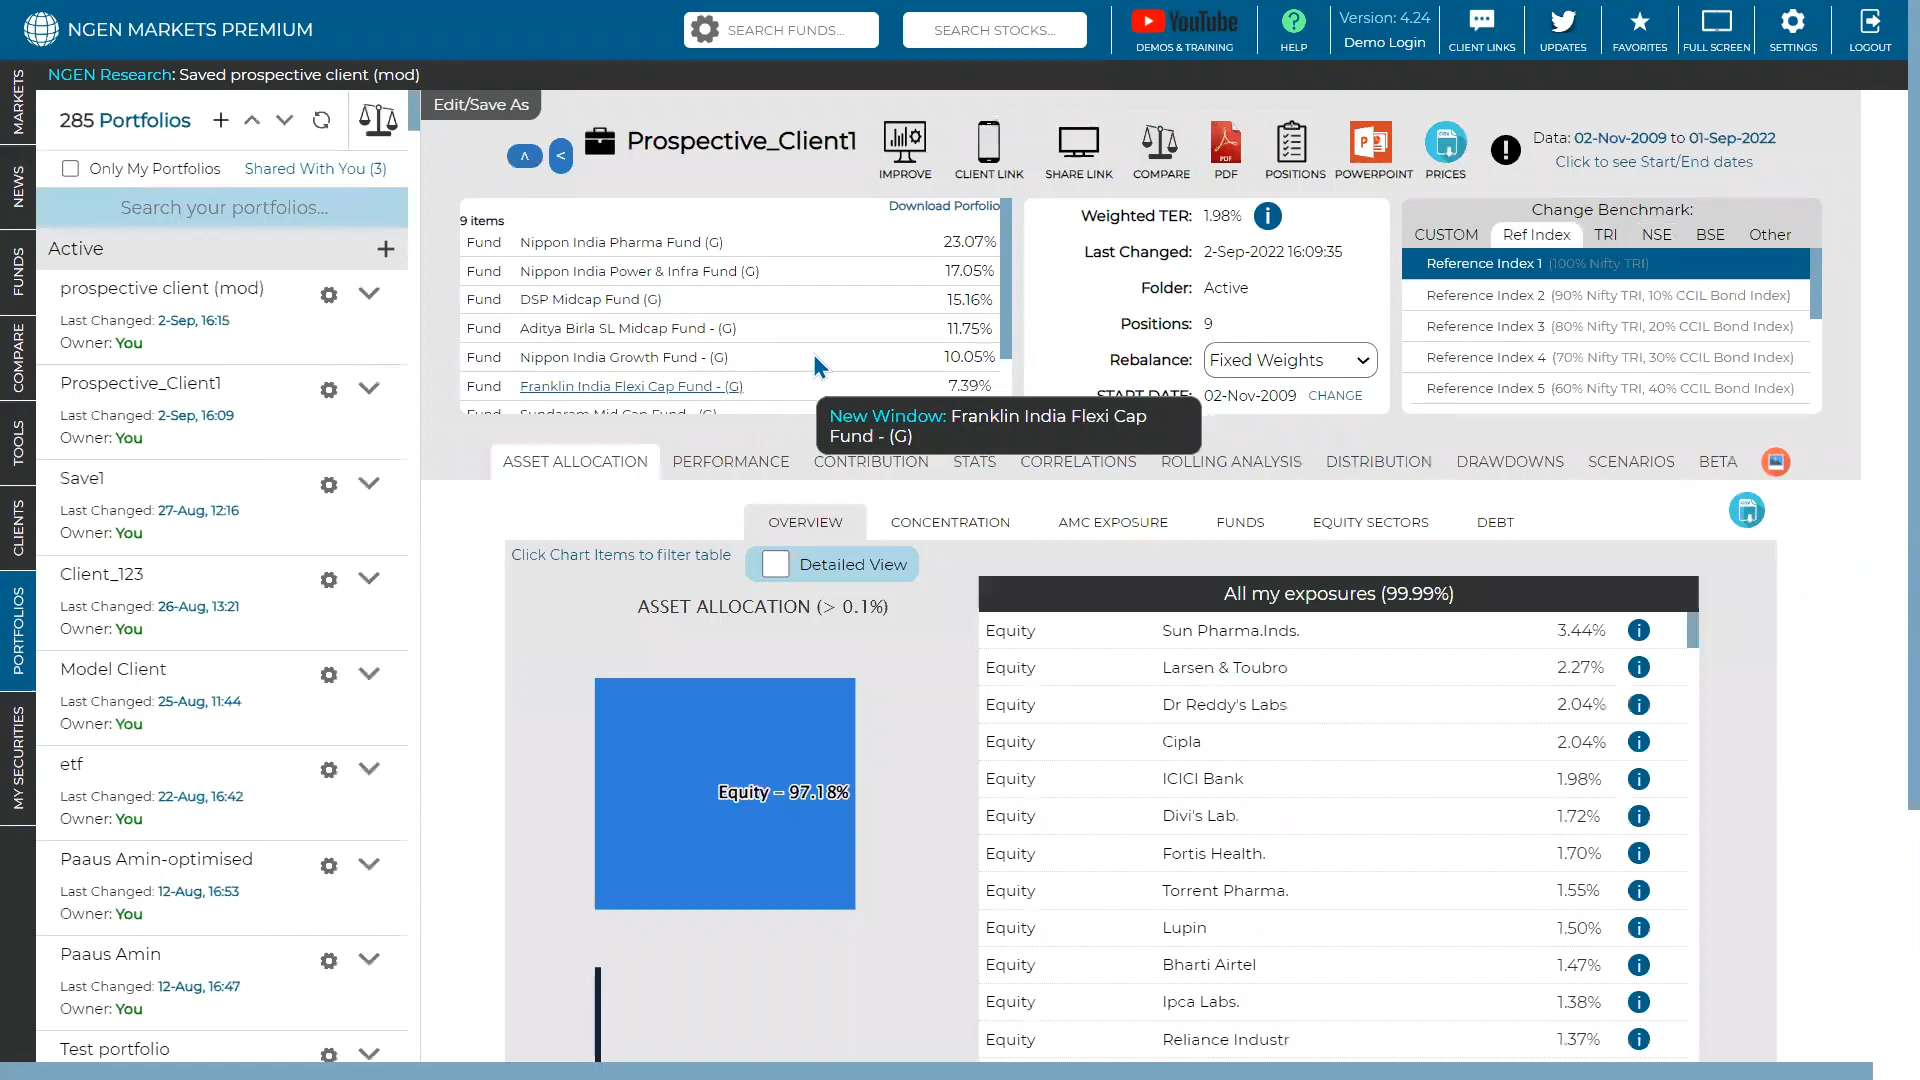 NGEN MARKETS PREMIUM
SEARCH FUNDS...
SEARCH STOCKS...
YouTube
DEMOS & TRAINING
HELP
Version: 4.24
Demo Login
CLIENT LINKS
UPDATES
FAVORITES
FULL SCREEN
SETTINGS
LOGOUT
NGEN Research: Saved prospective client (mod)
MARKETS
NEWS
FUNDS
COMPARE
TOOLS
CLIENTS
PORTFOLIOS
MY SECURITIES
285 Portfolios
Only My Portfolios
Shared With You (3)
Search your portfolios...
Active
prospective client (mod)
Last Changed: 2-Sep, 16:15
Owner: You
Prospective_Client1
Last Changed: 2-Sep, 16:09
Owner: You
Save1
Last Changed: 27-Aug, 12:16
Owner: You
Client_123
Last Changed: 26-Aug, 13:21
Owner: You
Model Client
Last Changed: 25-Aug, 11:44
Owner: You
etf
Last Changed: 22-Aug, 16:42
Owner: You
Paaus Amin-optimised
Last Changed: 12-Aug, 16:53
Owner: You
Paaus Amin
Last Changed: 12-Aug, 16:47
Owner: You
Test portfolio
Edit/Save As
Prospective_Client1
IMPROVE
CLIENT LINK
SHARE LINK
COMPARE
PDF
PDF
POSITIONS
POWERPOINT
CSV
PRICES
Data: 02-Nov-2009 to 01-Sep-2022
Click to see Start/End dates
Download Porfolio
9 items
Fund Nippon India Pharma Fund (G) 23.07%
Fund Nippon India Power & Infra Fund (G) 17.05%
Fund DSP Midcap Fund (G) 15.16%
Fund Aditya Birla SL Midcap Fund - (G) 11.75%
Fund Nippon India Growth Fund - (G) 10.05%
Fund Franklin India Flexi Cap Fund - (G) 7.39%
Fund Sundaram Mid Cap Fund - (G)
Weighted TER: 1.98%
Last Changed: 2-Sep-2022 16:09:35
Folder: Active
Positions: 9
Rebalance: Fixed Weights
START DATE: 02-Nov-2009 CHANGE
New Window: Franklin India Flexi Cap
Fund - (G)
Change Benchmark:
CUSTOM Ref Index TRI NSE BSE Other
Reference Index 1 (100% Nifty TRI)
Reference Index 2 (90% Nifty TRI, 10% CCIL Bond Index)
Reference Index 3 (80% Nifty TRI, 20% CCIL Bond Index)
Reference Index 4 (70% Nifty TRI, 30% CCIL Bond Index)
Reference Index 5 (60% Nifty TRI, 40% CCIL Bond Index)
ASSET ALLOCATION PERFORMANCE CONTRIBUTION STATS CORRELATIONS ROLLING ANALYSIS DISTRIBUTION DRAWDOWNS SCENARIOS BETA
OVERVIEW CONCENTRATION AMC EXPOSURE FUNDS EQUITY SECTORS DEBT
CSV
Click Chart Items to filter table
Detailed View
ASSET ALLOCATION (> 0.1%)
Equity – 97.18%
All my exposures (99.99%)
Equity Sun Pharma.Inds. 3.44%
Equity Larsen & Toubro 2.27%
Equity Dr Reddy's Labs 2.04%
Equity Cipla 2.04%
Equity ICICI Bank 1.98%
Equity Divi's Lab. 1.72%
Equity Fortis Health. 1.70%
Equity Torrent Pharma. 1.55%
Equity Lupin 1.50%
Equity Bharti Airtel 1.47%
Equity Ipca Labs. 1.38%
Equity Reliance Industr 1.37%